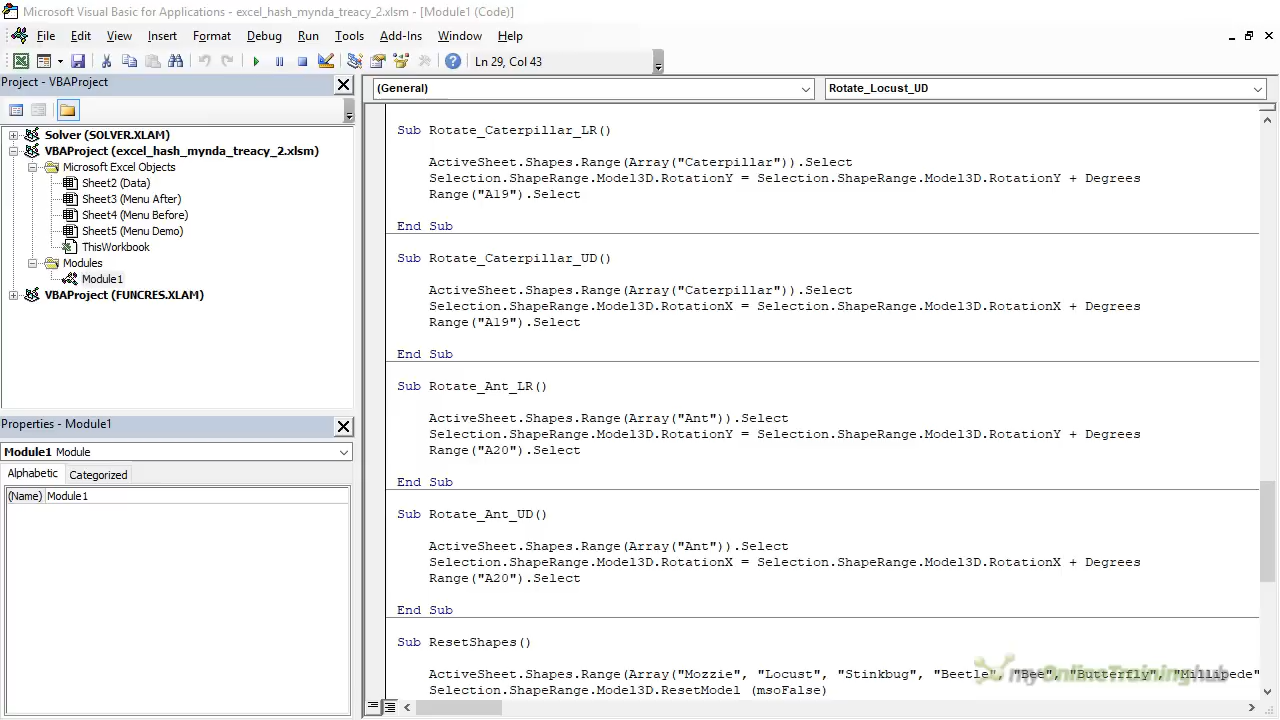 Microsoft Visual Basic for Applications - excel_hash_mynda_treacy_2.xlsm - [Module1 (Code)]
File Edit View Insert Format Debug Run Tools Add-Ins Window Help
Ln 29, Col 43
Project - VBAProject
(General)
Rotate_Locust_UD
Solver (SOLVER.XLAM)
VBAProject (excel_hash_mynda_treacy_2.xlsm)
Microsoft Excel Objects
Sheet2 (Data)
Sheet3 (Menu After)
Sheet4 (Menu Before)
Sheet5 (Menu Demo)
ThisWorkbook
Modules
Module1
VBAProject (FUNCRES.XLAM)
Properties - Module1
Module1 Module
Alphabetic Categorized
(Name) Module1
Sub Rotate_Caterpillar_LR()
ActiveSheet.Shapes.Range(Array("Caterpillar")).Select
Selection.ShapeRange.Model3D.RotationY = Selection.ShapeRange.Model3D.RotationY + Degrees
Range("A19").Select
End Sub
Sub Rotate_Caterpillar_UD()
ActiveSheet.Shapes.Range(Array("Caterpillar")).Select
Selection.ShapeRange.Model3D.RotationX = Selection.ShapeRange.Model3D.RotationX + Degrees
Range("A19").Select
End Sub
Sub Rotate_Ant_LR()
ActiveSheet.Shapes.Range(Array("Ant")).Select
Selection.ShapeRange.Model3D.RotationY = Selection.ShapeRange.Model3D.RotationY + Degrees
Range("A20").Select
End Sub
Sub Rotate_Ant_UD()
ActiveSheet.Shapes.Range(Array("Ant")).Select
Selection.ShapeRange.Model3D.RotationX = Selection.ShapeRange.Model3D.RotationX + Degrees
Range("A20").Select
End Sub
Sub ResetShapes()
ActiveSheet.Shapes.Range(Array("Mozzie", "Locust", "Stinkbug", "Beetle", "Bee", "Butterfly", "Millipede"
Selection.ShapeRange.Model3D.ResetModel (msoFalse)
myOnlineTrainingHub